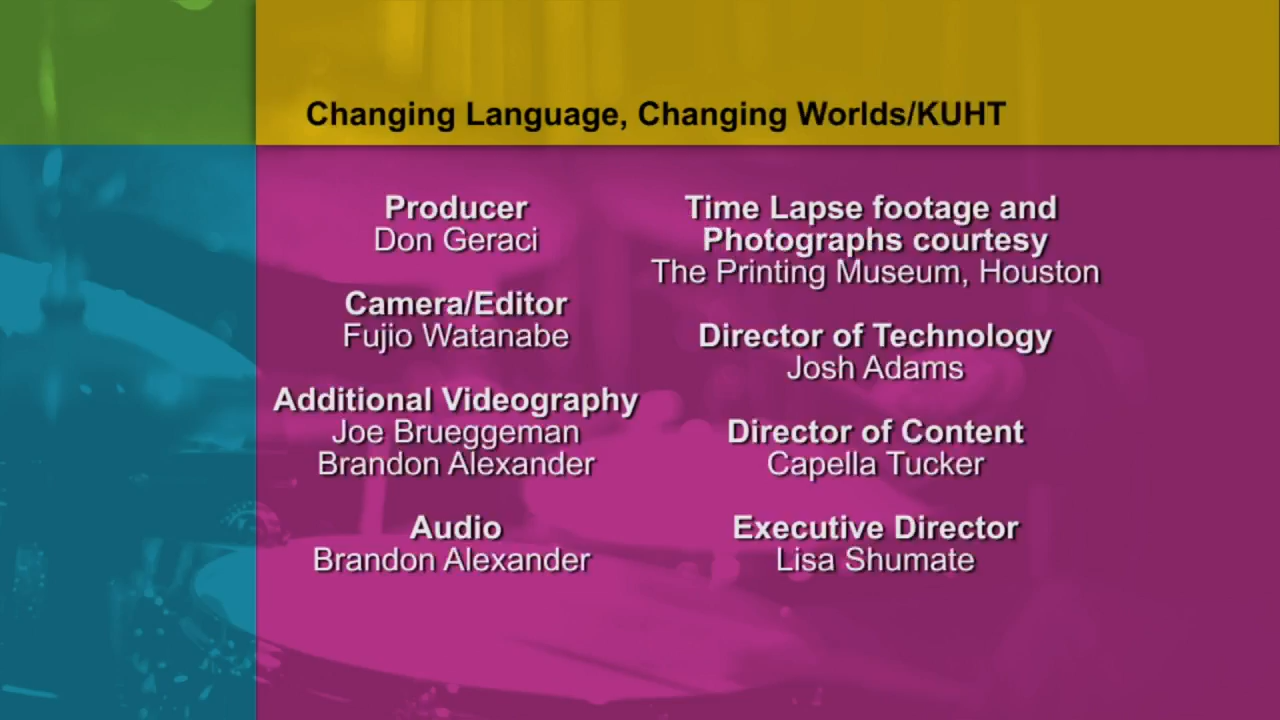 Changing Language, Changing Worlds/KUHT
Producer
Don Geraci
Camera/Editor
Fujio Watanabe
Additional Videography
Joe Brueggeman
Brandon Alexander
Audio
Brandon Alexander
Time Lapse footage and
Photographs courtesy
The Printing Museum, Houston
Director of Technology
Josh Adams
Director of Content
Capella Tucker
Executive Director
Lisa Shumate